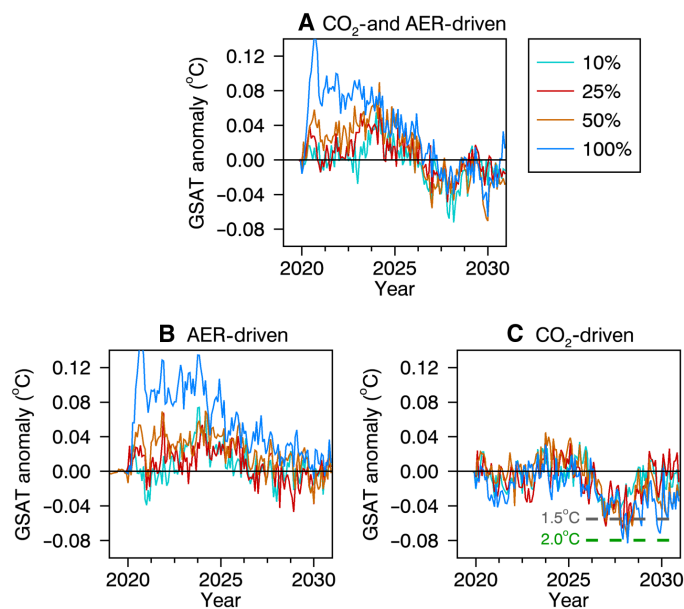 A CO₂-and AER-driven
GSAT anomaly (°C)
0.12
0.08
0.04
0.00
−0.04
−0.08
2020 2025 2030
Year
10%
25%
50%
100%
B AER-driven
GSAT anomaly (°C)
0.12
0.08
0.04
0.00
−0.04
−0.08
2020 2025 2030
Year
C CO₂-driven
GSAT anomaly (°C)
0.12
0.08
0.04
0.00
−0.04
−0.08
1.5°C
2.0°C
2020 2025 2030
Year